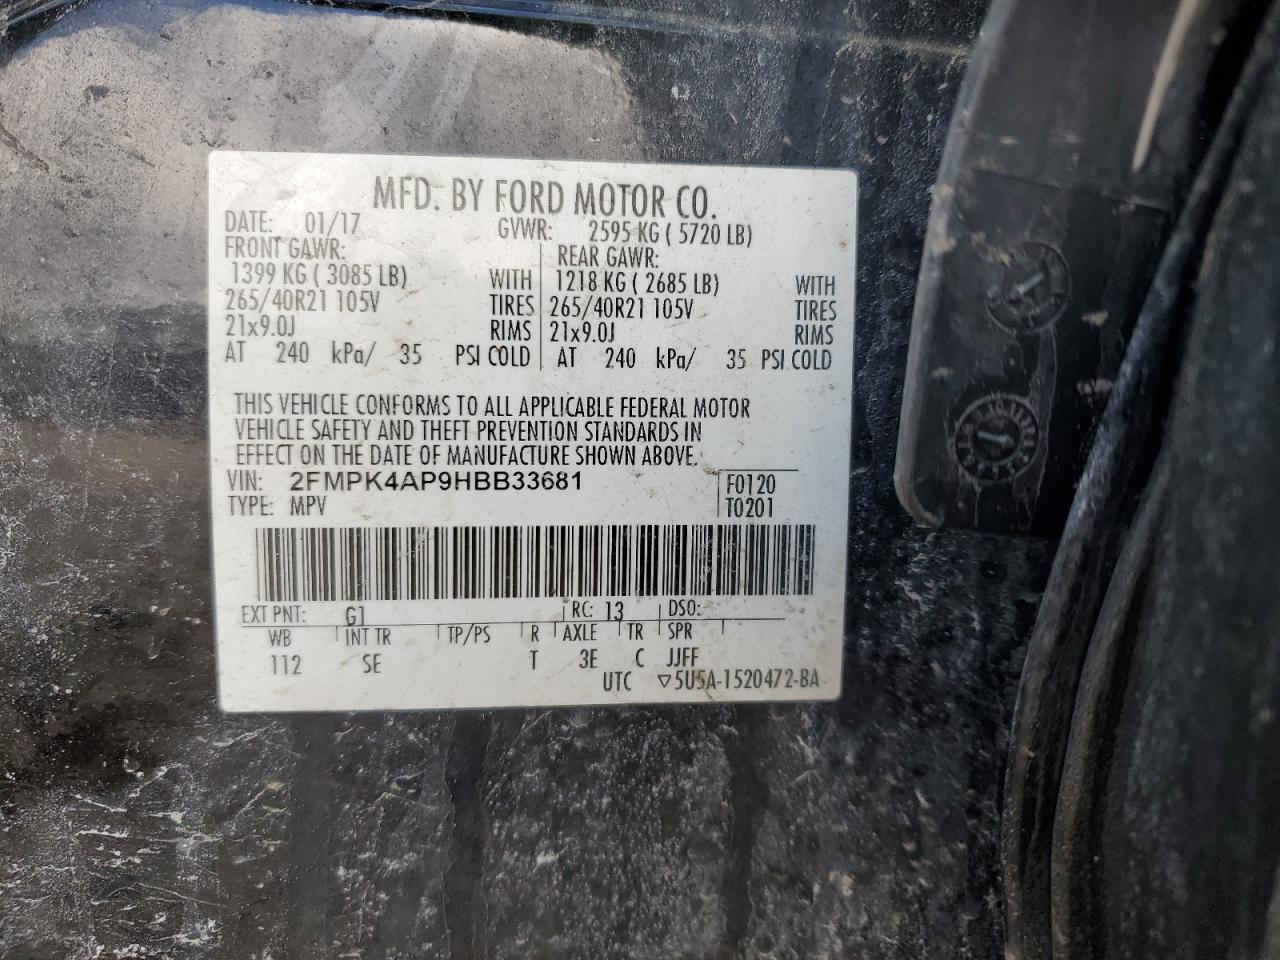 MFD. BY FORD MOTOR CO.
DATE: 01/17 GVWR: 2595 KG ( 5720 LB)
FRONT GAWR: REAR GAWR:
1399 KG ( 3085 LB) WITH 1218 KG ( 2685 LB) WITH
265/40R21 105V TIRES 265/40R21 105V TIRES
21x9.0J RIMS 21x9.0J RIMS
AT 240 kPa/ 35 PSI COLD AT 240 kPa/ 35 PSI COLD
THIS VEHICLE CONFORMS TO ALL APPLICABLE FEDERAL MOTOR
VEHICLE SAFETY AND THEFT PREVENTION STANDARDS IN
EFFECT ON THE DATE OF MANUFACTURE SHOWN ABOVE.
VIN: 2FMPK4AP9HBB33681 F0120
TYPE: MPV T0201
EXT PNT: G1 RC: 13 DSO:
WB INT TR TP/PS R AXLE TR SPR
112 SE T 3E C JJFF
UTC ▽5U5A-1520472-BA